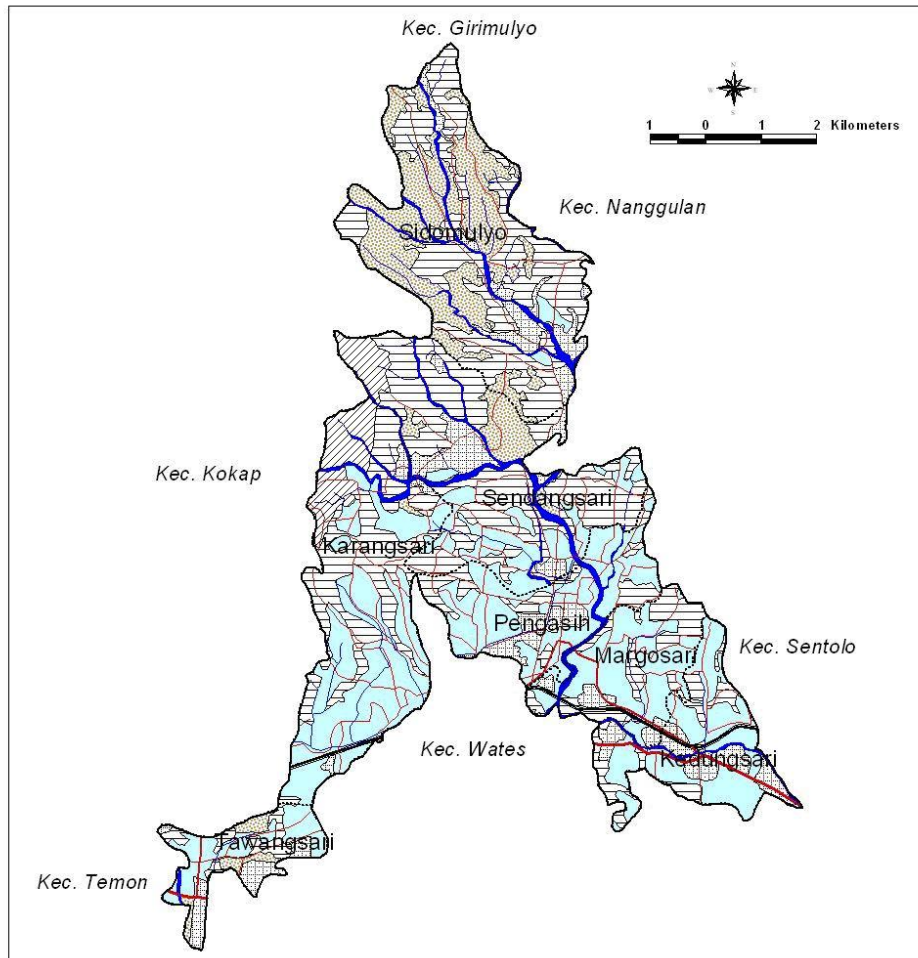 Kec. Girimulyo
N
W E
S
1 0 1 2 Kilometers
Kec. Nanggulan
Sidomulyo
Kec. Kokap
Sendangsari
Karangsari
Pengasih
Margosari
Kec. Sentolo
Kec. Wates
Kedungsari
Tawangsari
Kec. Temon